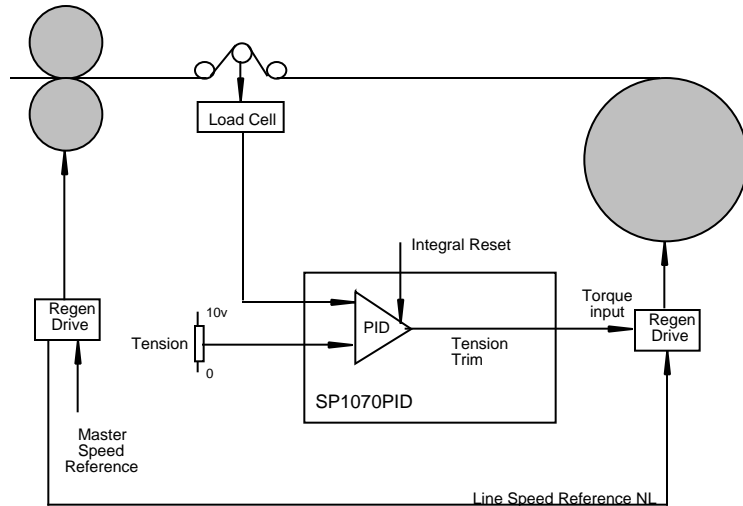 Load Cell
Integral Reset
10v
Regen
Drive
Tension
0
PID
Tension
Trim
Torque
input
Regen
Drive
SP1070PID
Master
Speed
Reference
Line Speed Reference NL